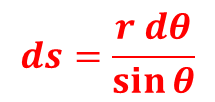 ds = r dθ / sin θ